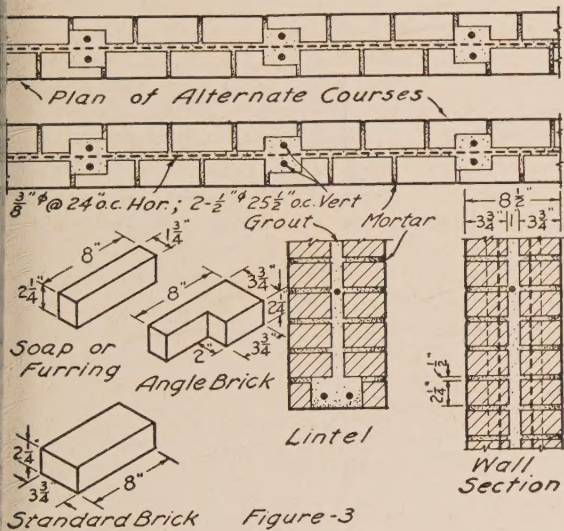 Plan of Alternate Courses
3/8"ϕ@24"o.c. Hor.; 2-1/2"ϕ 25 1/2" o.c. Vert
Grout
Mortar
8 1/2"
3 3/4" 1" 3 3/4"
8"
1 3/4"
2 1/4"
Soap or
Furring
8"
3 3/4"
2 1/4"
3 3/4"
2"
Angle Brick
Lintel
1/2"
2 1/4"
Wall
Section
2 1/4"
3 3/4"
8"
Standard Brick
Figure-3